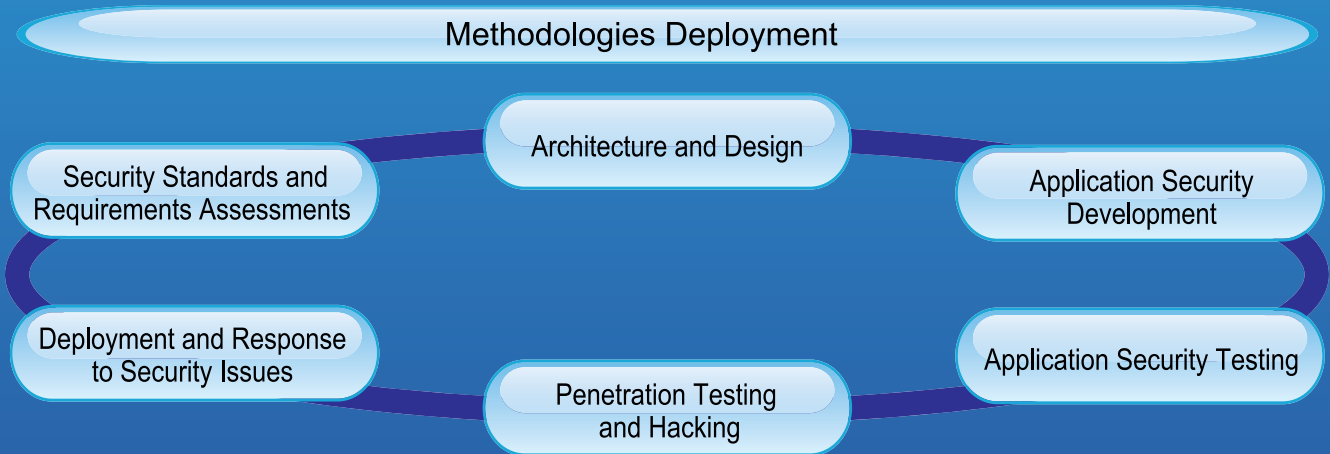 Methodologies Deployment
Architecture and Design
Security Standards and
Requirements Assessments
Application Security
Development
Deployment and Response
to Security Issues
Application Security Testing
Penetration Testing
and Hacking